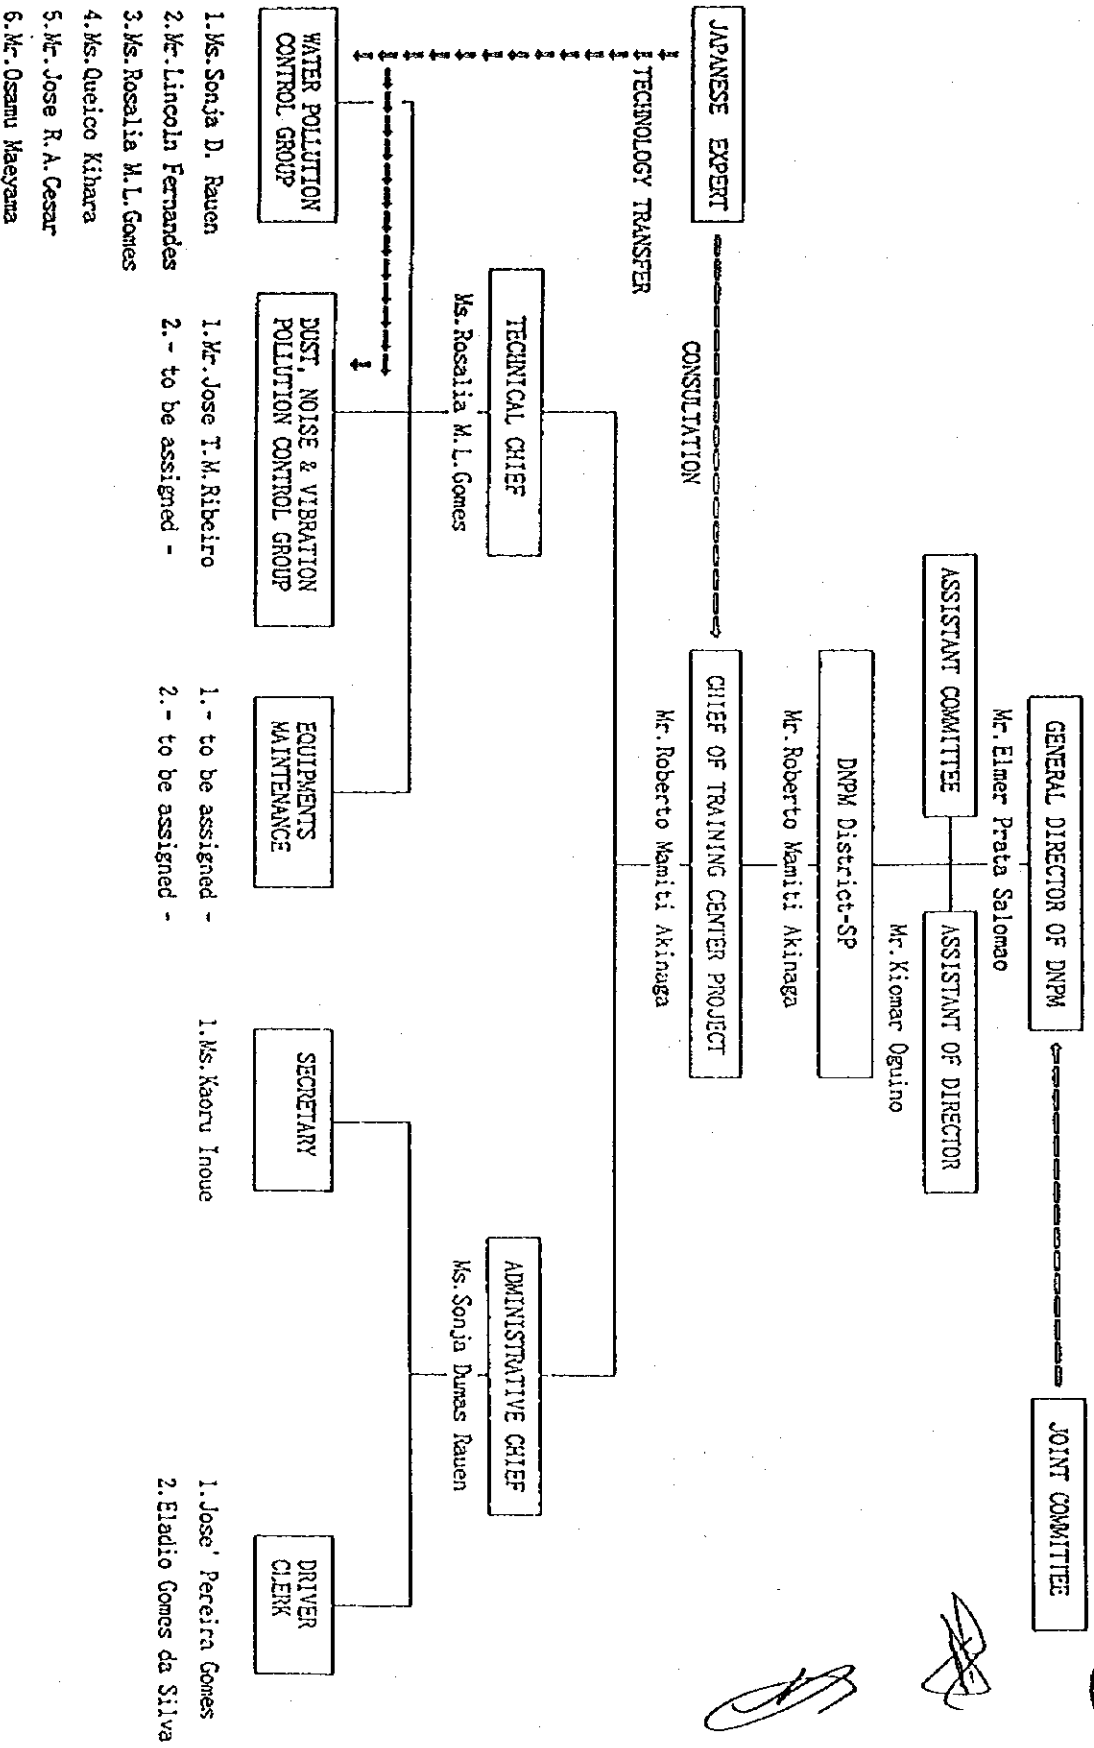 GENERAL DIRECTOR OF DNPM
JOINT COMMITTEE
Mr. Elmer Prata Salomao
ASSISTANT COMMITTEE
ASSISTANT OF DIRECTOR
Mr. Kiomar Oguino
DNPM District-SP
Mr. Roberto Mamiti Akinaga
JAPANESE EXPERT
CONSULTATION
CHIEF OF TRAINING CENTER PROJECT
Mr. Roberto Mamiti Akinaga
TECHNOLOGY TRANSFER
TECHNICAL CHIEF
Ms. Rosalia M. L. Gomes
ADMINISTRATIVE CHIEF
Ms. Sonja Dumas Rauen
WATER POLLUTION
CONTROL GROUP
1. Ms. Sonja D. Rauen
2. Mr. Lincoln Fernandes
3. Ms. Rosalia M. L. Gomes
4. Ms. Queico Kihara
5. Mr. Jose R. A. Cesar
6. Mr. Osamu Maeyama
DUST, NOISE & VIBRATION
POLLUTION CONTROL GROUP
1. Mr. Jose T. M. Ribeiro
2. - to be assigned -
EQUIPMENTS
MAINTENANCE
1. - to be assigned -
2. - to be assigned -
SECRETARY
1. Ms. Kaoru Inoue
DRIVER
CLERK
1. Jose' Pereira Gomes
2. Eladio Gomes da Silva